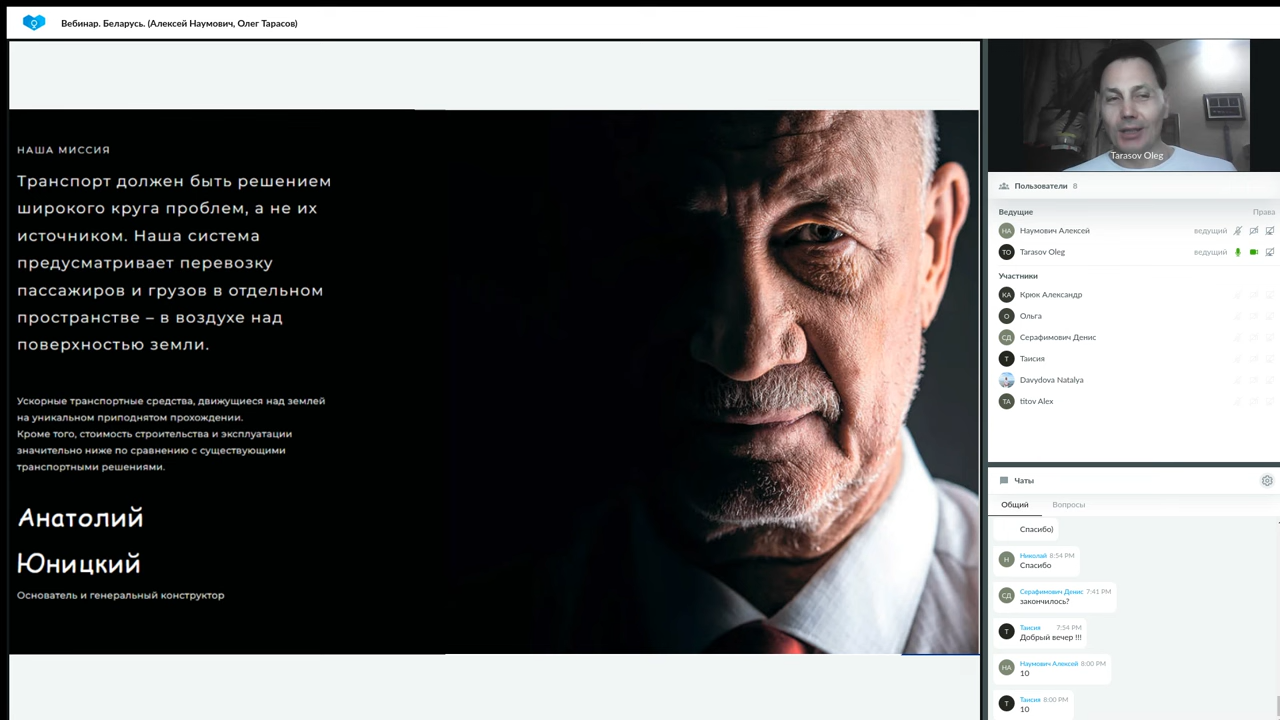 Вебинар. Беларусь. (Алексей Наумович, Олег Тарасов)
НАША МИССИЯ
Транспорт должен быть решением
широкого круга проблем, а не их
источником. Наша система
предусматривает перевозку
пассажиров и грузов в отдельном
пространстве – в воздухе над
поверхностью земли.
Ускорные транспортные средства, движущиеся над землей
на уникальном приподнятом прохождении.
Кроме того, стоимость строительства и эксплуатации
значительно ниже по сравнению с существующими
транспортными решениями.
Анатолий
Юницкий
Основатель и генеральный конструктор
Tarasov Oleg
Пользователи 8
Ведущие Права
НА Наумович Алексей ведущий
TO Tarasov Oleg ведущий
Участники
КА Крюк Александр
О Ольга
СД Серафимович Денис
Т Таисия
Davydova Natalya
TA titov Alex
Чаты
Общий Вопросы
Спасибо)
Н Николай 8:54 PM
Спасибо
СД Серафимович Денис 7:41 PM
закончилось?
Т Таисия 7:54 PM
Добрый вечер !!!
НА Наумович Алексей 8:00 PM
10
Т Таисия 8:00 PM
10